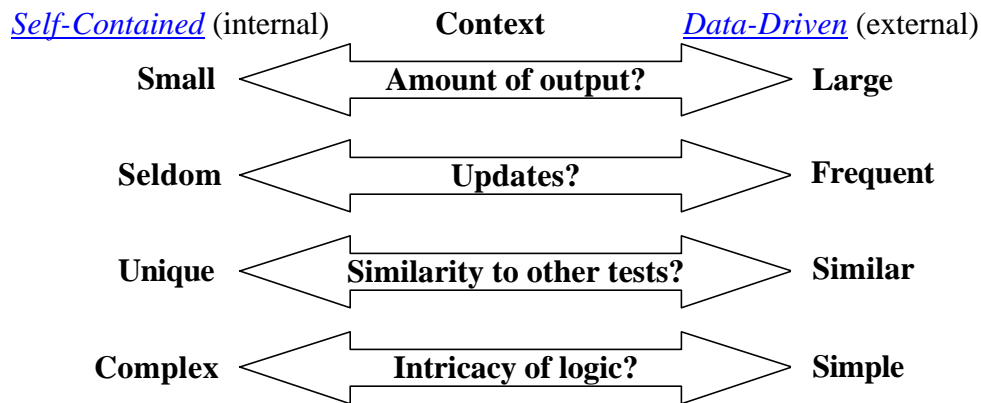 Self-Contained (internal) Context Data-Driven (external)
Small Amount of output? Large
Seldom Updates? Frequent
Unique Similarity to other tests? Similar
Complex Intricacy of logic? Simple